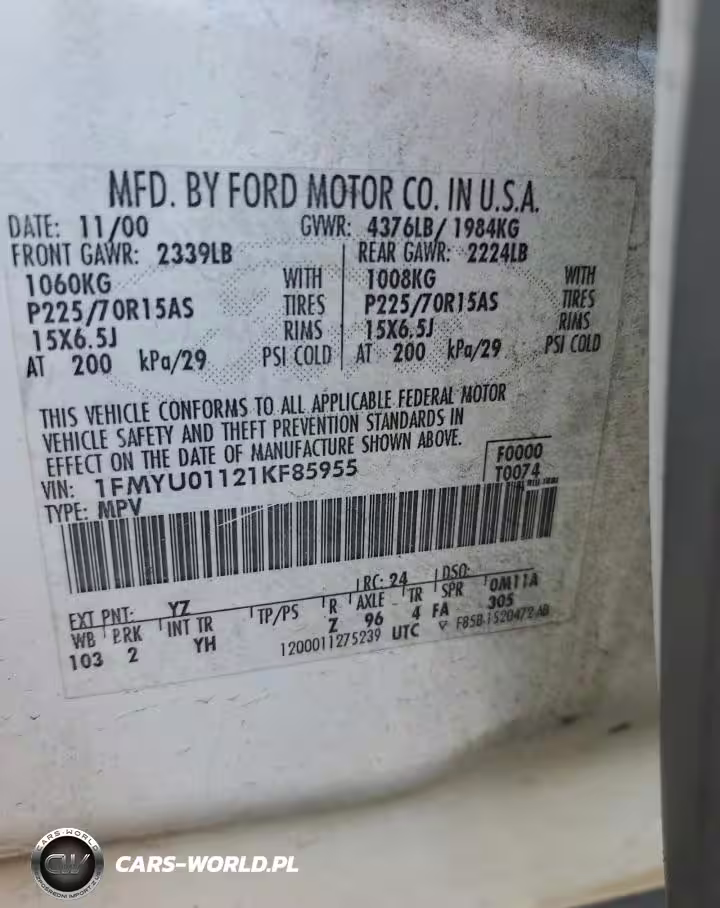 MFD. BY FORD MOTOR CO. IN U.S.A.
DATE: 11/00 GVWR: 4376LB/ 1984KG
FRONT GAWR: 2339LB REAR GAWR: 2224LB
1060KG WITH 1008KG WITH
P225/70R15AS TIRES P225/70R15AS TIRES
15X6.5J RIMS 15X6.5J RIMS
AT 200 kPa/29 PSI COLD AT 200 kPa/29 PSI COLD
THIS VEHICLE CONFORMS TO ALL APPLICABLE FEDERAL MOTOR
VEHICLE SAFETY AND THEFT PREVENTION STANDARDS IN
EFFECT ON THE DATE OF MANUFACTURE SHOWN ABOVE.
VIN: 1FMYU01121KF85955 F0000
TYPE: MPV T0074
EXT PNT: YZ RC: 24 DSO:
WB BRK INT TR TP/PS R AXLE TR SPR 0M11A
103 2 YH Z 96 4 FA 305
1200011275239 UTC ▽ F85B-1520472-AB
CARS-WORLD
CW
CARS-WORLD.PL